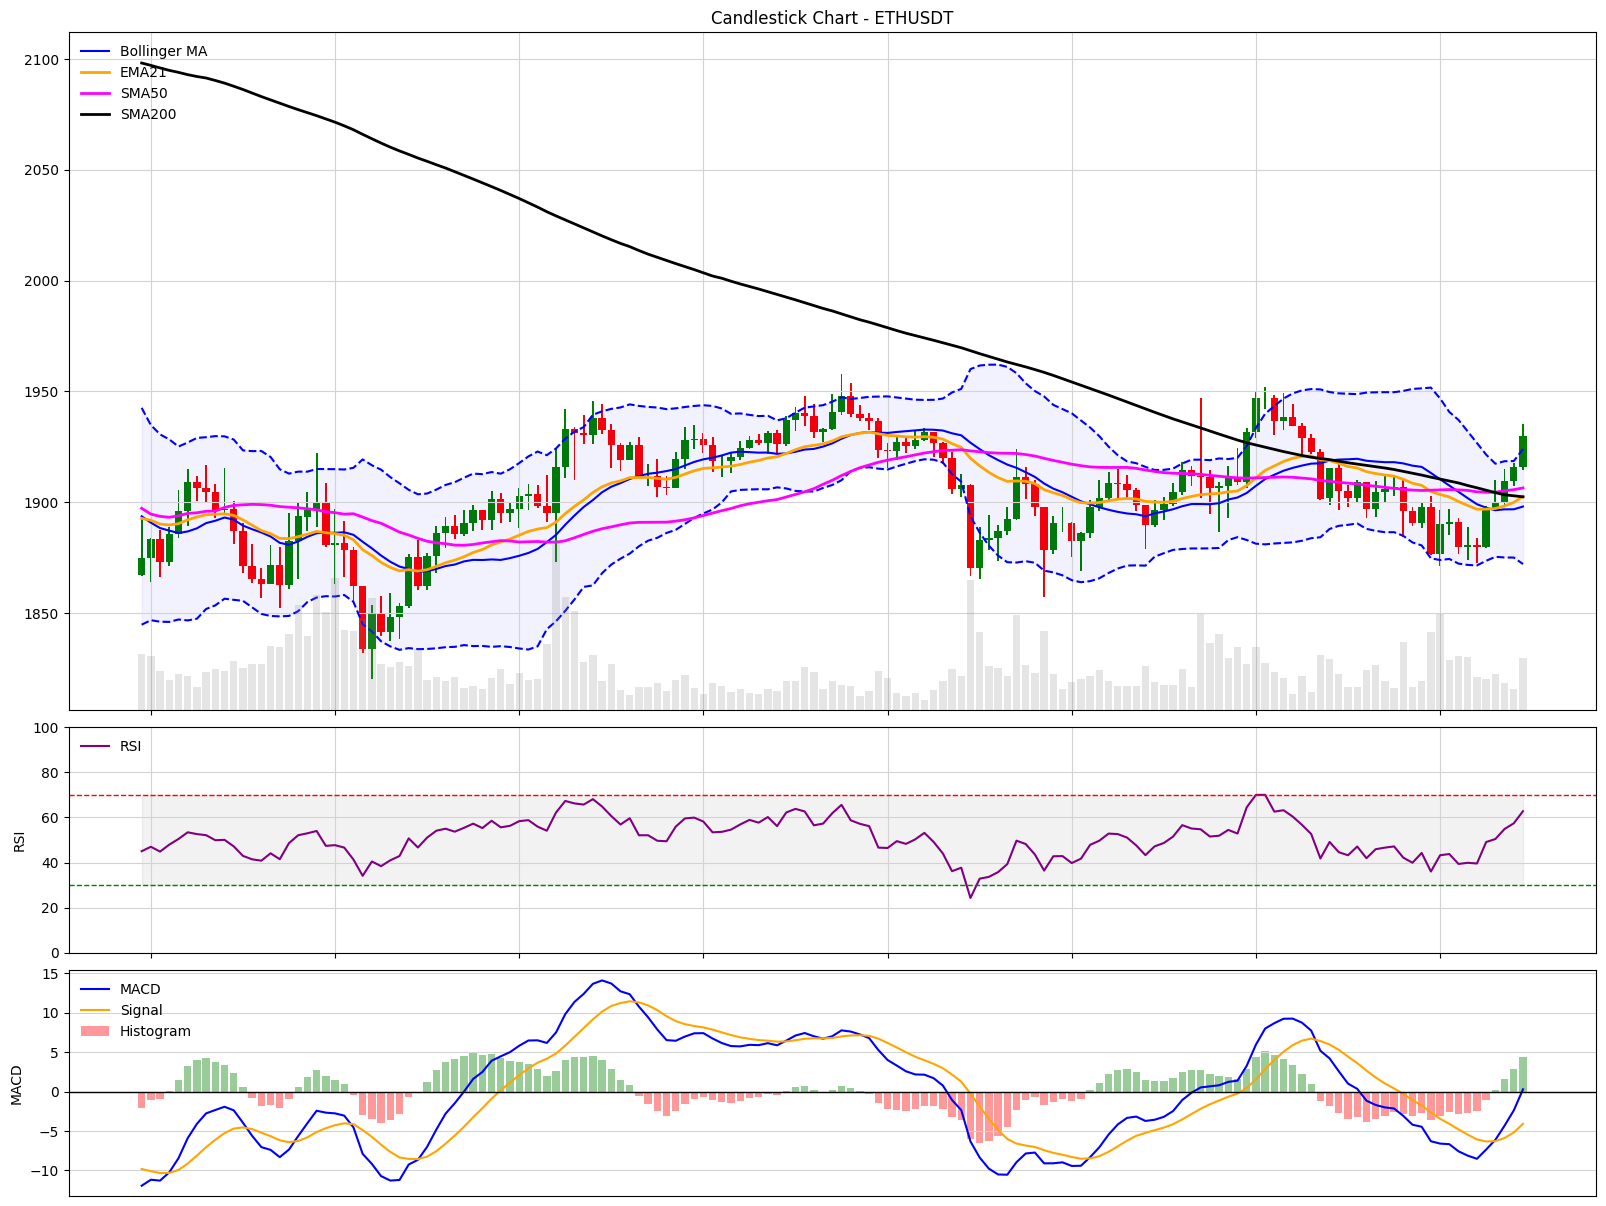 Candlestick Chart - ETHUSDT
Bollinger MA
EMA21
SMA50
SMA200
2100
2050
2000
1950
1900
1850
RSI
100
80
60
40
20
0
RSI
MACD
Signal
Histogram
15
10
5
0
−5
−10
MACD